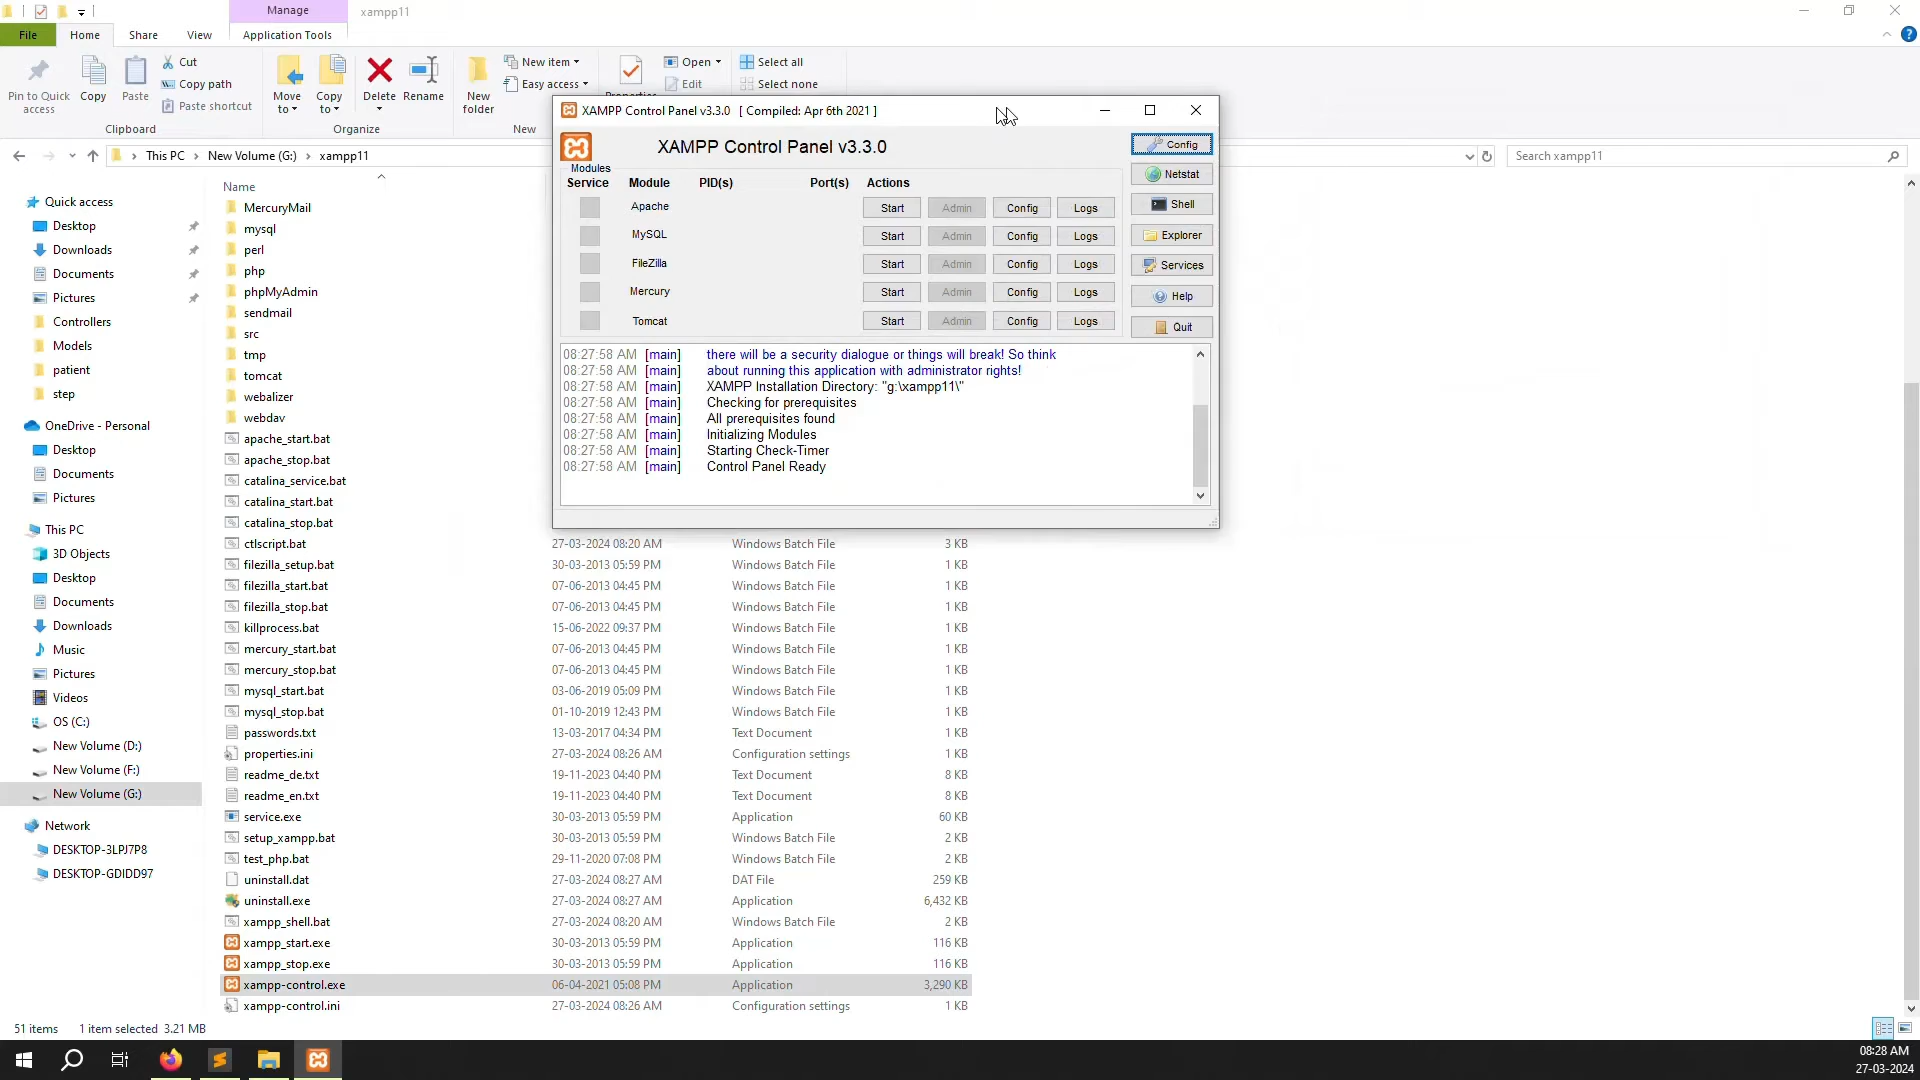 Manage
xampp11
File
Home
Share
View
Application Tools
Pin to Quick
access
Copy
Paste
Cut
Copy path
Paste shortcut
Clipboard
Move
to
Copy
to
Delete
Rename
Organize
New
folder
New item
Easy access
New
Open
Edit
Select all
Select none
This PC
New Volume (G:)
xampp11
Search xampp11
XAMPP Control Panel v3.3.0 [ Compiled: Apr 6th 2021 ]
XAMPP Control Panel v3.3.0
Modules
Service
Module
PID(s)
Port(s)
Actions
Apache
Start
Admin
Config
Logs
MySQL
Start
Admin
Config
Logs
FileZilla
Start
Admin
Config
Logs
Mercury
Start
Admin
Config
Logs
Tomcat
Start
Admin
Config
Logs
Config
Netstat
Shell
Explorer
Services
Help
Quit
08:27:58 AM [main] there will be a security dialogue or things will break! So think
08:27:58 AM [main] about running this application with administrator rights!
08:27:58 AM [main] XAMPP Installation Directory: "g:\xampp11\"
08:27:58 AM [main] Checking for prerequisites
08:27:58 AM [main] All prerequisites found
08:27:58 AM [main] Initializing Modules
08:27:58 AM [main] Starting Check-Timer
08:27:58 AM [main] Control Panel Ready
Quick access
Desktop
Downloads
Documents
Pictures
Controllers
Models
patient
step
OneDrive - Personal
Desktop
Documents
Pictures
This PC
3D Objects
Desktop
Documents
Downloads
Music
Pictures
Videos
OS (C:)
New Volume (D:)
New Volume (F:)
New Volume (G:)
Network
DESKTOP-3LPJ7P8
DESKTOP-GDIDD97
Name
MercuryMail
mysql
perl
php
phpMyAdmin
sendmail
src
tmp
tomcat
webalizer
webdav
apache_start.bat
apache_stop.bat
catalina_service.bat
catalina_start.bat
catalina_stop.bat
ctlscript.bat 27-03-2024 08:20 AM Windows Batch File 3 KB
filezilla_setup.bat 30-03-2013 05:59 PM Windows Batch File 1 KB
filezilla_start.bat 07-06-2013 04:45 PM Windows Batch File 1 KB
filezilla_stop.bat 07-06-2013 04:45 PM Windows Batch File 1 KB
killprocess.bat 15-06-2022 09:37 PM Windows Batch File 1 KB
mercury_start.bat 07-06-2013 04:45 PM Windows Batch File 1 KB
mercury_stop.bat 07-06-2013 04:45 PM Windows Batch File 1 KB
mysql_start.bat 03-06-2019 05:09 PM Windows Batch File 1 KB
mysql_stop.bat 01-10-2019 12:43 PM Windows Batch File 1 KB
passwords.txt 13-03-2017 04:34 PM Text Document 1 KB
properties.ini 27-03-2024 08:26 AM Configuration settings 1 KB
readme_de.txt 19-11-2023 04:40 PM Text Document 8 KB
readme_en.txt 19-11-2023 04:40 PM Text Document 8 KB
service.exe 30-03-2013 05:59 PM Application 60 KB
setup_xampp.bat 30-03-2013 05:59 PM Windows Batch File 2 KB
test_php.bat 29-11-2020 07:08 PM Windows Batch File 2 KB
uninstall.dat 27-03-2024 08:27 AM DAT File 259 KB
uninstall.exe 27-03-2024 08:27 AM Application 6,432 KB
xampp_shell.bat 27-03-2024 08:20 AM Windows Batch File 2 KB
xampp_start.exe 30-03-2013 05:59 PM Application 116 KB
xampp_stop.exe 30-03-2013 05:59 PM Application 116 KB
xampp-control.exe 06-04-2021 05:08 PM Application 3,290 KB
xampp-control.ini 27-03-2024 08:26 AM Configuration settings 1 KB
51 items
1 item selected 3.21 MB
08:28 AM
27-03-2024